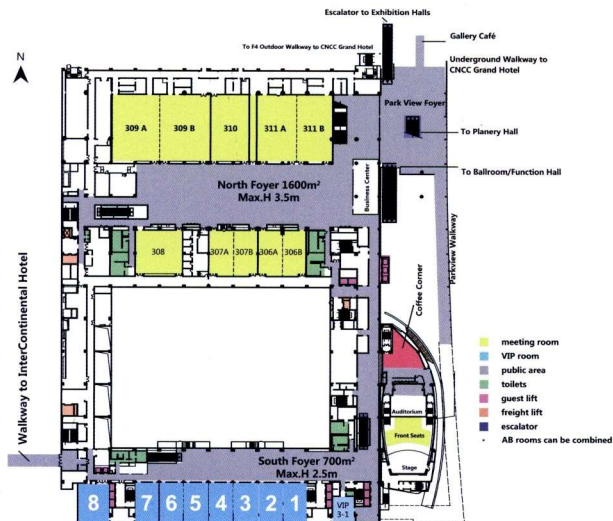 Escalator to Exhibition Halls
Gallery Café
To F4 Outdoor Walkway to CNCC Grand Hotel
Underground Walkway to
CNCC Grand Hotel
N
Park View Foyer
309 A
309 B
310
311 A
311 B
To Planery Hall
To Ballroom/Function Hall
Business Center
North Foyer 1600m²
Max.H 3.5m
308
307A
307B
306A
306B
Parkview Walkway
Coffee Corner
Walkway to InterContinental Hotel
meeting room
VIP room
public area
toilets
guest lift
freight lift
escalator
AB rooms can be combined
Auditorium
Front Seats
Stage
South Foyer 700m²
Max.H 2.5m
8
7
6
5
4
3
2
1
VIP
3-1